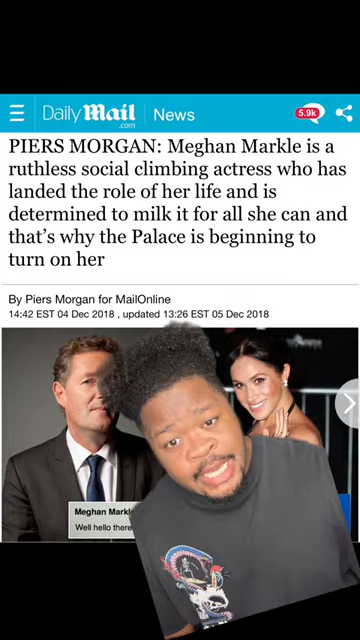 Daily Mail
.com
News
5.9k
PIERS MORGAN: Meghan Markle is a
ruthless social climbing actress who has
landed the role of her life and is
determined to milk it for all she can and
that's why the Palace is beginning to
turn on her
By Piers Morgan for MailOnline
14:42 EST 04 Dec 2018 , updated 13:26 EST 05 Dec 2018
Meghan Markle
Well hello there